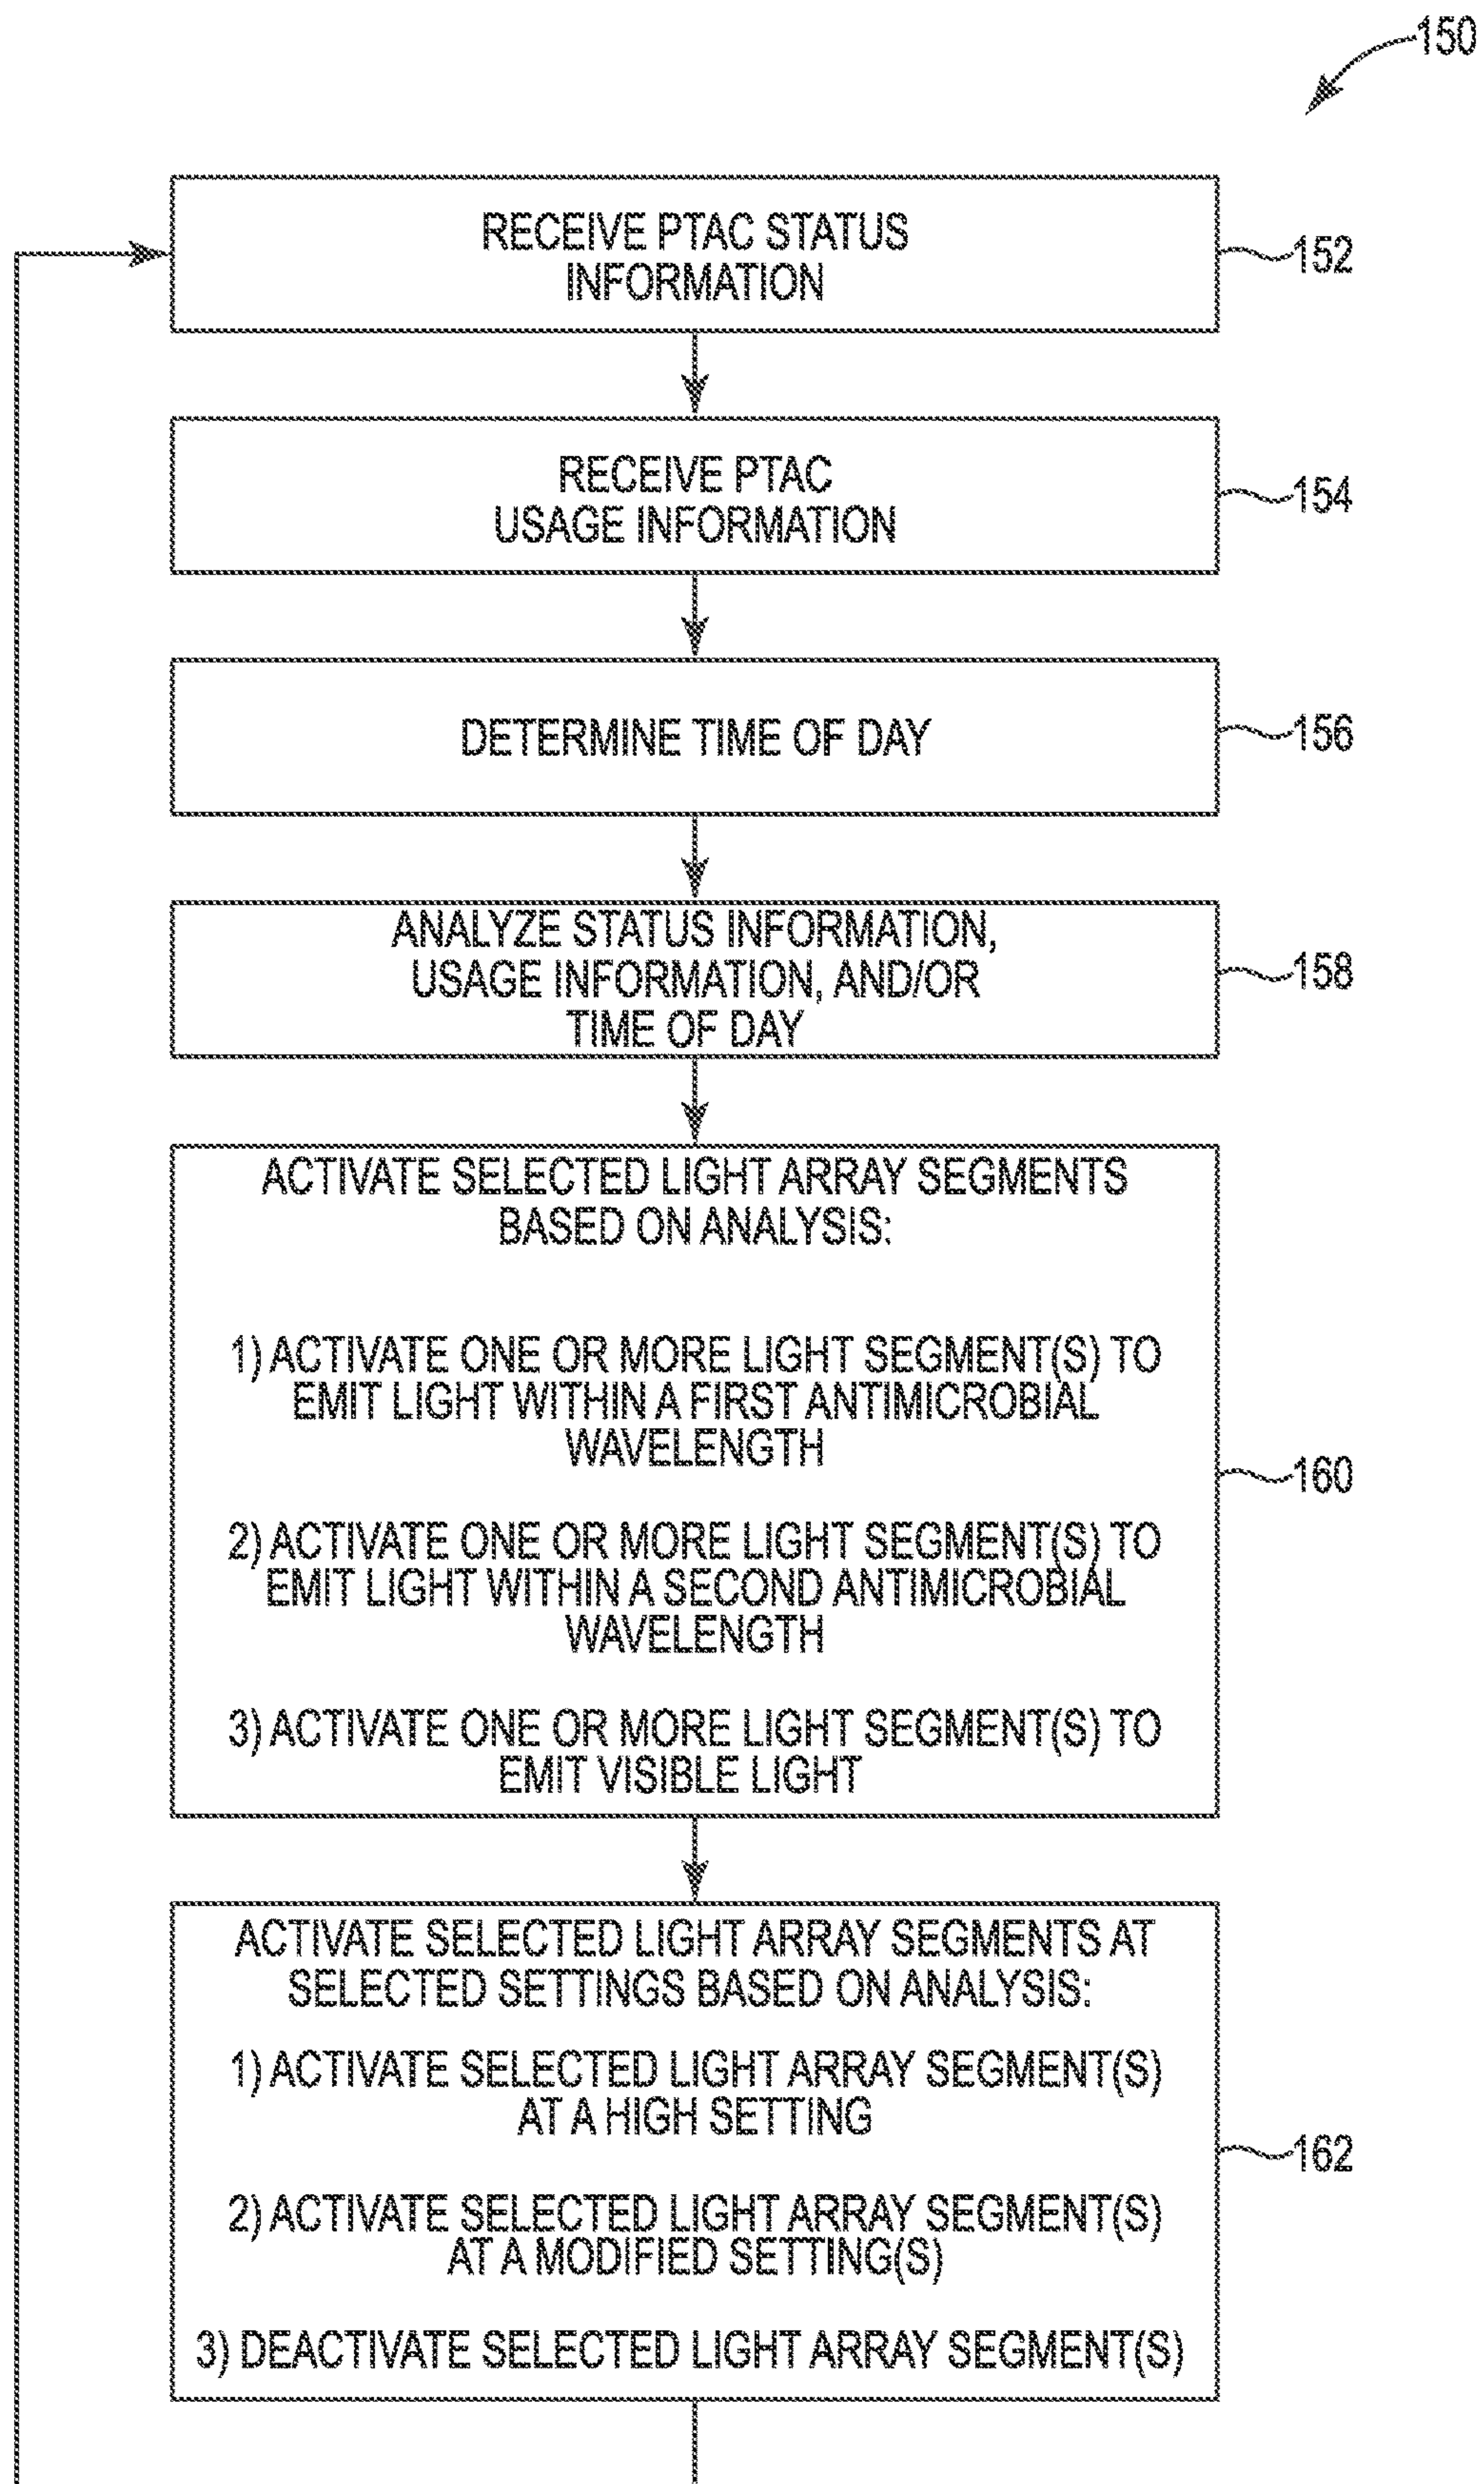 150
RECEIVE PTAC STATUS
INFORMATION
152
RECEIVE PTAC
USAGE INFORMATION
154
DETERMINE TIME OF DAY
156
ANALYZE STATUS INFORMATION,
USAGE INFORMATION, AND/OR
TIME OF DAY
158
ACTIVATE SELECTED LIGHT ARRAY SEGMENTS
BASED ON ANALYSIS:
1) ACTIVATE ONE OR MORE LIGHT SEGMENT(S) TO
EMIT LIGHT WITHIN A FIRST ANTIMICROBIAL
WAVELENGTH
2) ACTIVATE ONE OR MORE LIGHT SEGMENT(S) TO
EMIT LIGHT WITHIN A SECOND ANTIMICROBIAL
WAVELENGTH
3) ACTIVATE ONE OR MORE LIGHT SEGMENT(S) TO
EMIT VISIBLE LIGHT
160
ACTIVATE SELECTED LIGHT ARRAY SEGMENTS AT
SELECTED SETTINGS BASED ON ANALYSIS:
1) ACTIVATE SELECTED LIGHT ARRAY SEGMENT(S)
AT A HIGH SETTING
2) ACTIVATE SELECTED LIGHT ARRAY SEGMENT(S)
AT A MODIFIED SETTING(S)
3) DEACTIVATE SELECTED LIGHT ARRAY SEGMENT(S)
162